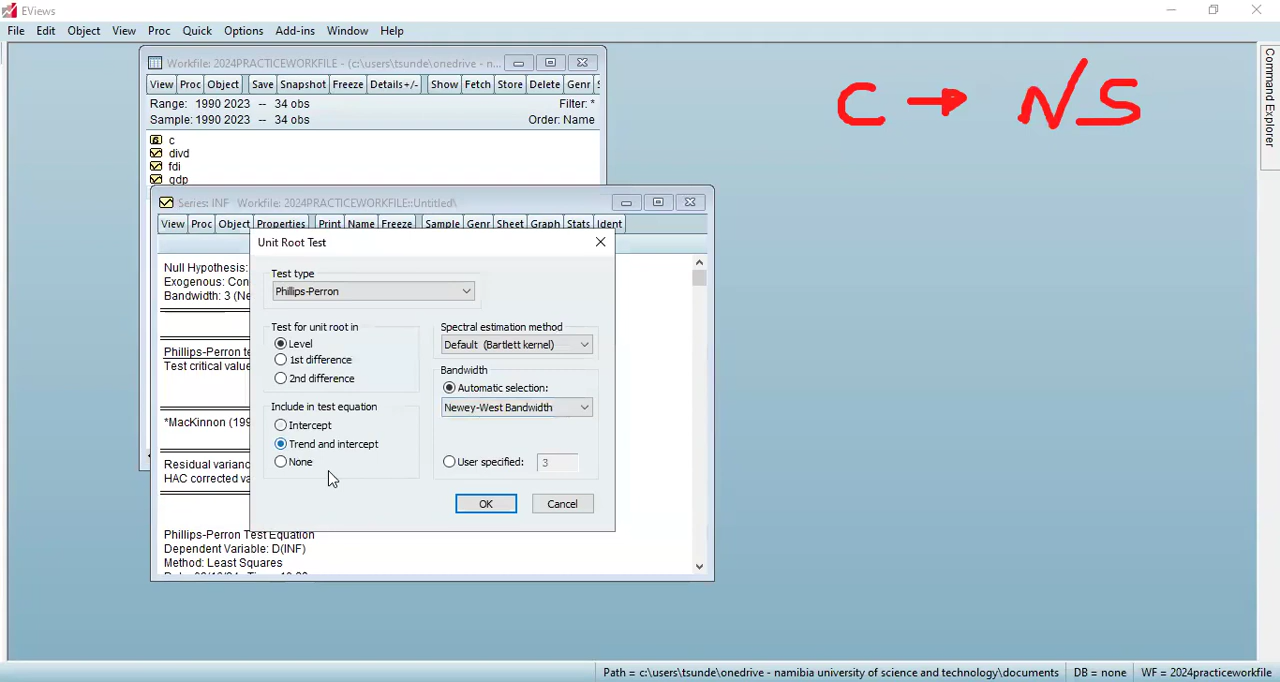 EViews
File Edit Object View Proc Quick Options Add-ins Window Help
Command Explorer
C → NS
Workfile: 2024PRACTICEWORKFILE - (c:\users\tsunde\onedrive - n...
View Proc Object Save Snapshot Freeze Details+/- Show Fetch Store Delete Genr
Range: 1990 2023 -- 34 obs Filter: *
Sample: 1990 2023 -- 34 obs Order: Name
c
divd
fdi
gdp
Series: INF Workfile: 2024PRACTICEWORKFILE::Untitled\
View Proc Object Properties Print Name Freeze Sample Genr Sheet Graph Stats Ident
Null Hypothesis:
Exogenous: Con
Bandwidth: 3 (Ne
Phillips-Perron te
Test critical value
*MacKinnon (199
Residual varianc
HAC corrected va
Phillips-Perron Test Equation
Dependent Variable: D(INF)
Method: Least Squares
Unit Root Test
Test type
Phillips-Perron
Test for unit root in
Level
1st difference
2nd difference
Include in test equation
Intercept
Trend and intercept
None
Spectral estimation method
Default (Bartlett kernel)
Bandwidth
Automatic selection:
Newey-West Bandwidth
User specified: 3
OK Cancel
Path = c:\users\tsunde\onedrive - namibia university of science and technology\documents DB = none WF = 2024practiceworkfile